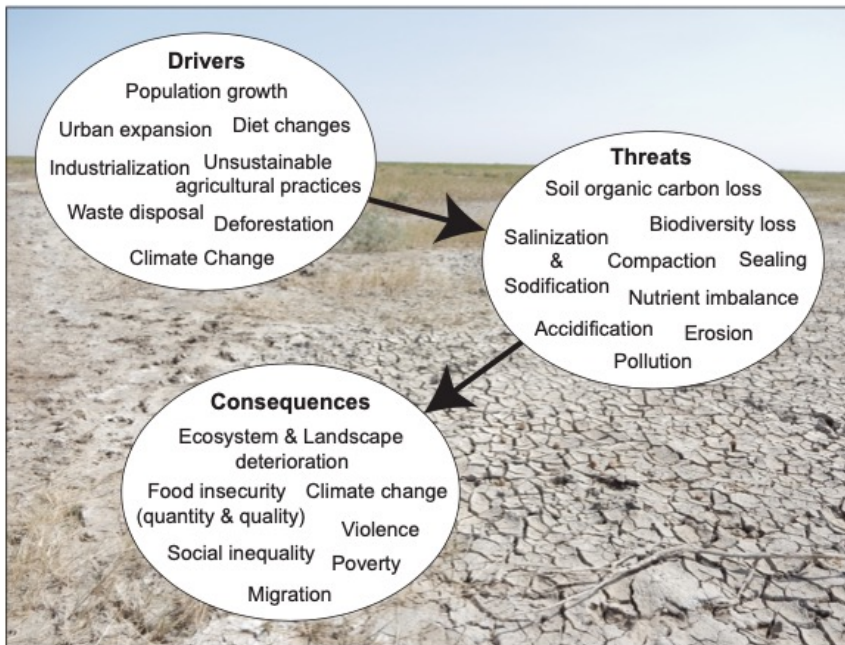 Drivers
Population growth
Urban expansion
Diet changes
Industrialization
Unsustainable
agricultural practices
Waste disposal
Deforestation
Climate Change
Threats
Soil organic carbon loss
Biodiversity loss
Salinization
&
Sodification
Compaction
Sealing
Nutrient imbalance
Accidification
Erosion
Pollution
Consequences
Ecosystem & Landscape
deterioration
Food insecurity
(quantity & quality)
Climate change
Violence
Social inequality
Poverty
Migration